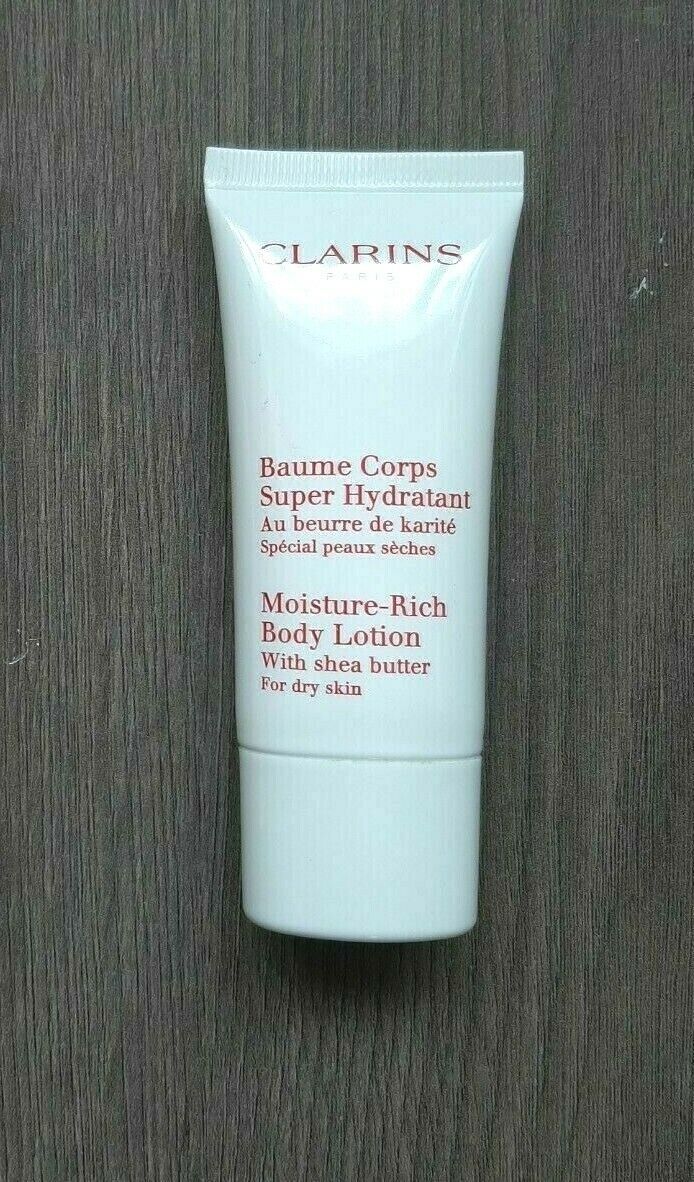 CLARINS
PARIS
Baume Corps
Super Hydratant
Au beurre de karité
Spécial peaux sèches
Moisture-Rich
Body Lotion
With shea butter
For dry skin